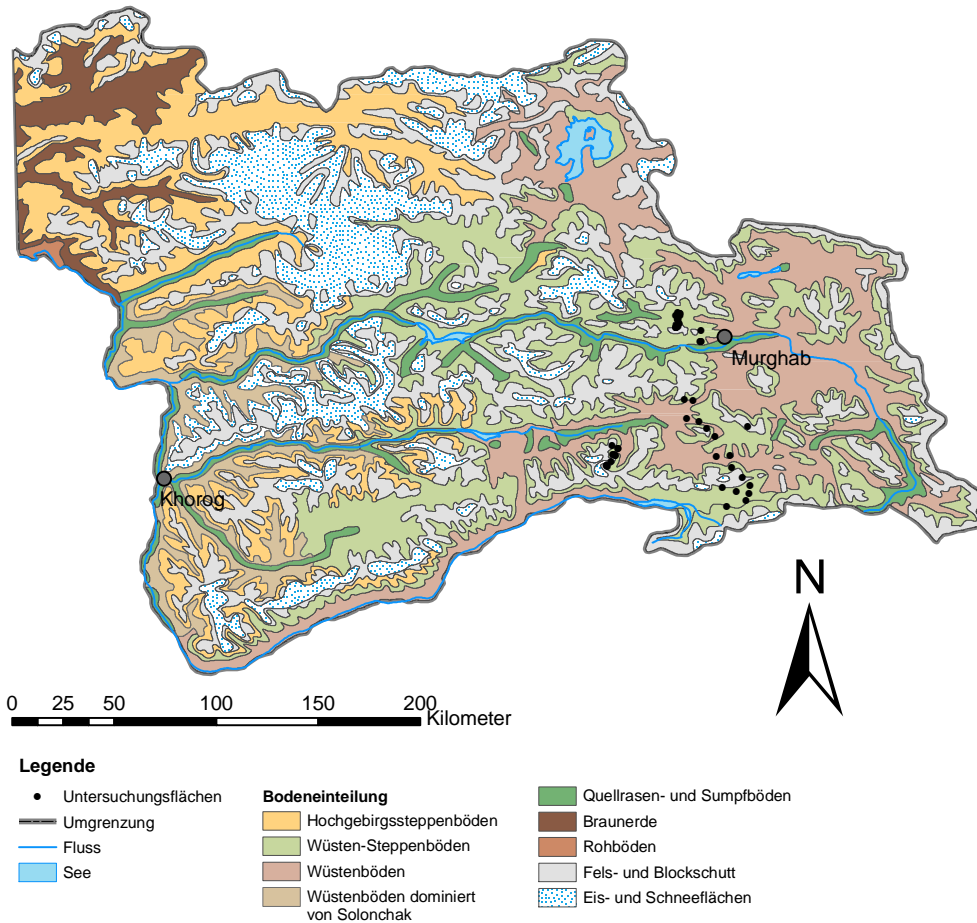 Murghab
Khorog
N
0 25 50 100 150 200
Kilometer
Legende
Untersuchungsflächen
Umgrenzung
Fluss
See
Bodeneinteilung
Hochgebirgssteppenböden
Wüsten-Steppenböden
Wüstenböden
Wüstenböden dominiert
von Solonchak
Quellrasen- und Sumpfböden
Braunerde
Rohböden
Fels- und Blockschutt
Eis- und Schneeflächen